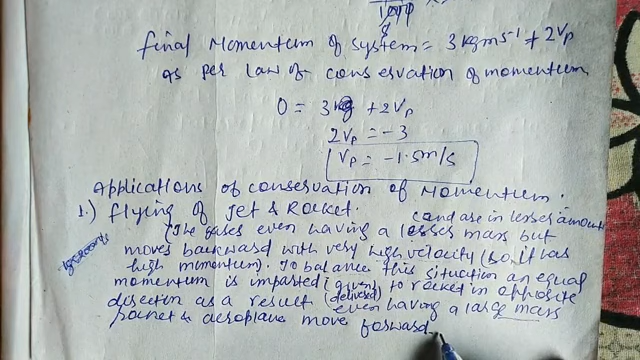 final Momentum of system = 3 kgms⁻¹ + 2Vp
as per law of conservation of momentum
0 = 3 + 2Vp
2Vp = -3
Vp = -1.5m/s
Applications of conservation of Momentum.
1.) flying of Jet & Rocket. (and are in lesser amount
(The gases even having a lesser mass but
moves backward with very high velocity (so, it has
high momentum). To balance this situation an equal
momentum is imparted (given) to rocket in opposite
direction as a result (delivered) even having a large mass
rocket & aeroplane move forward